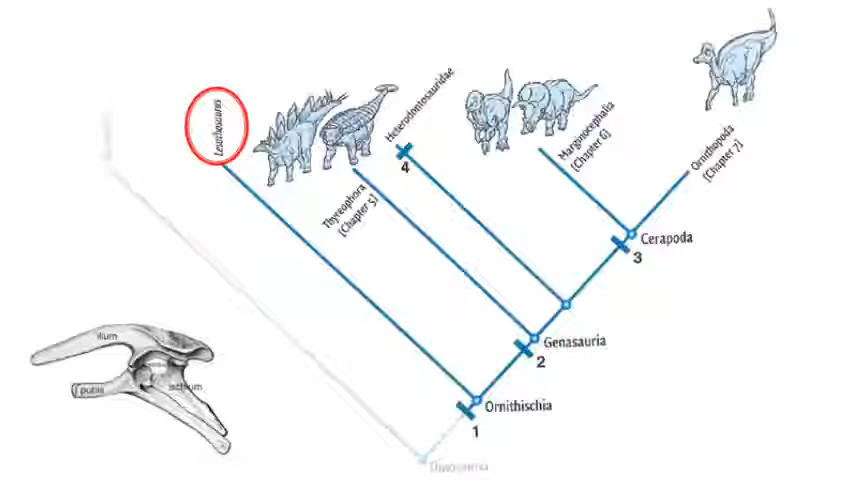 Lesothosaurus
Thyreophora
[Chapter 5]
Heterodontosauridae
4
Marginocephalia
[Chapter 6]
Ornithopoda
[Chapter 7]
Cerapoda
3
Genasauria
2
Ornithischia
1
Dinosauria
ilium
pubis
ischium